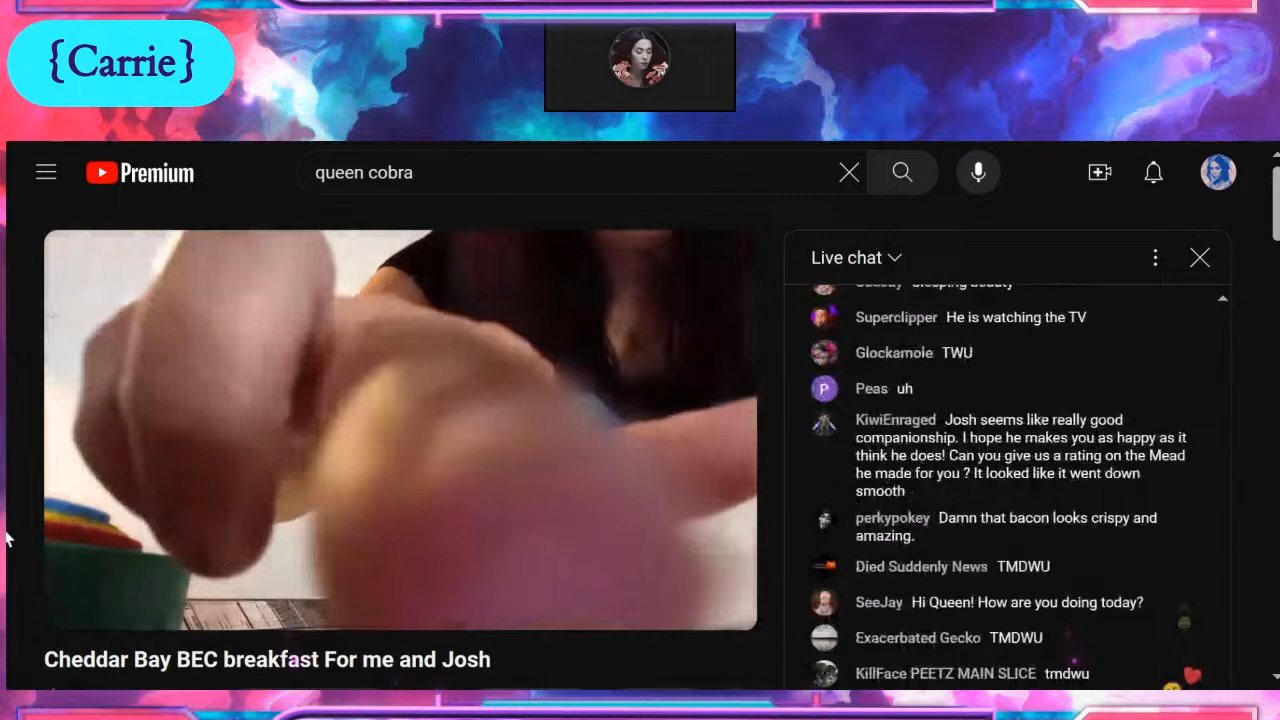 {Carrie}
Premium
queen cobra
Live chat
Sleeping beauty
Superclipper He is watching the TV
Glockamole TWU
P Peas uh
KiwiEnraged Josh seems like really good
companionship. I hope he makes you as happy as it
think he does! Can you give us a rating on the Mead
he made for you ? It looked like it went down
smooth
perkypokey Damn that bacon looks crispy and
amazing.
Died Suddenly News TMDWU
SeeJay Hi Queen! How are you doing today?
Exacerbated Gecko TMDWU
KillFace PEETZ MAIN SLICE tmdwu
Cheddar Bay BEC breakfast For me and Josh